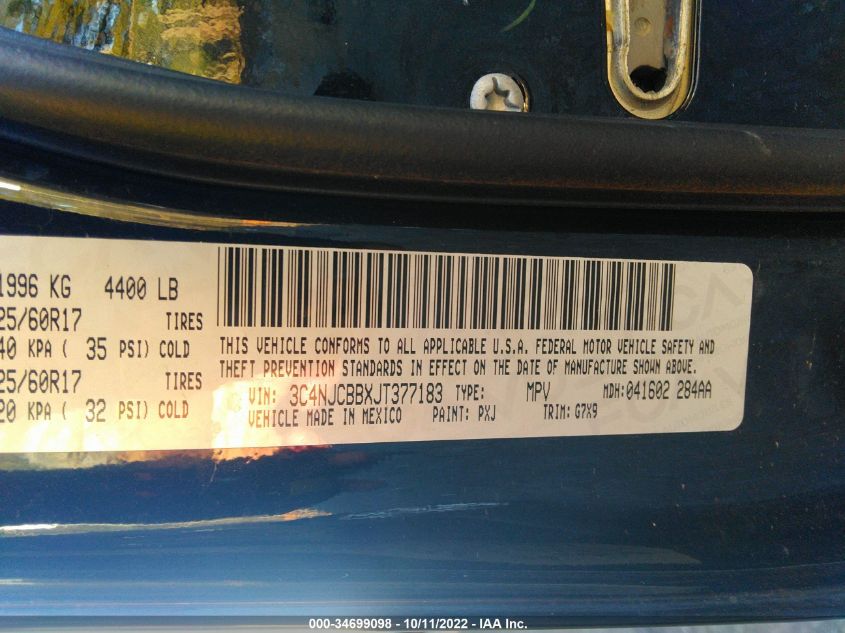 1996 KG 4400 LB
25/60R17 TIRES
40 KPA ( 35 PSI) COLD
25/60R17 TIRES
20 KPA ( 32 PSI) COLD
THIS VEHICLE CONFORMS TO ALL APPLICABLE U.S.A. FEDERAL MOTOR VEHICLE SAFETY AND
THEFT PREVENTION STANDARDS IN EFFECT ON THE DATE OF MANUFACTURE SHOWN ABOVE.
VIN: 3C4NJCBBXJT377183 TYPE: MPV MDH:041602 284AA
VEHICLE MADE IN MEXICO PAINT: PXJ TRIM: G7X9
000-34699098 - 10/11/2022 - IAA Inc.